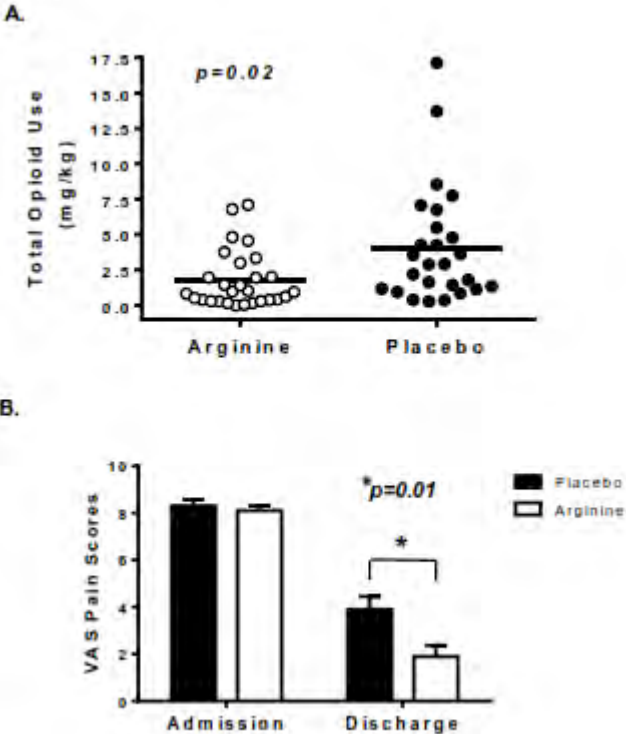 A.
p=0.02
Total Opioid Use
(mg/kg)
17.5
15.0
12.5
10.0
7.5
5.0
2.5
0.0
Arginine
Placebo
B.
VAS Pain Scores
10
8
6
4
2
0
*p=0.01
*
Placebo
Arginine
Admission
Discharge